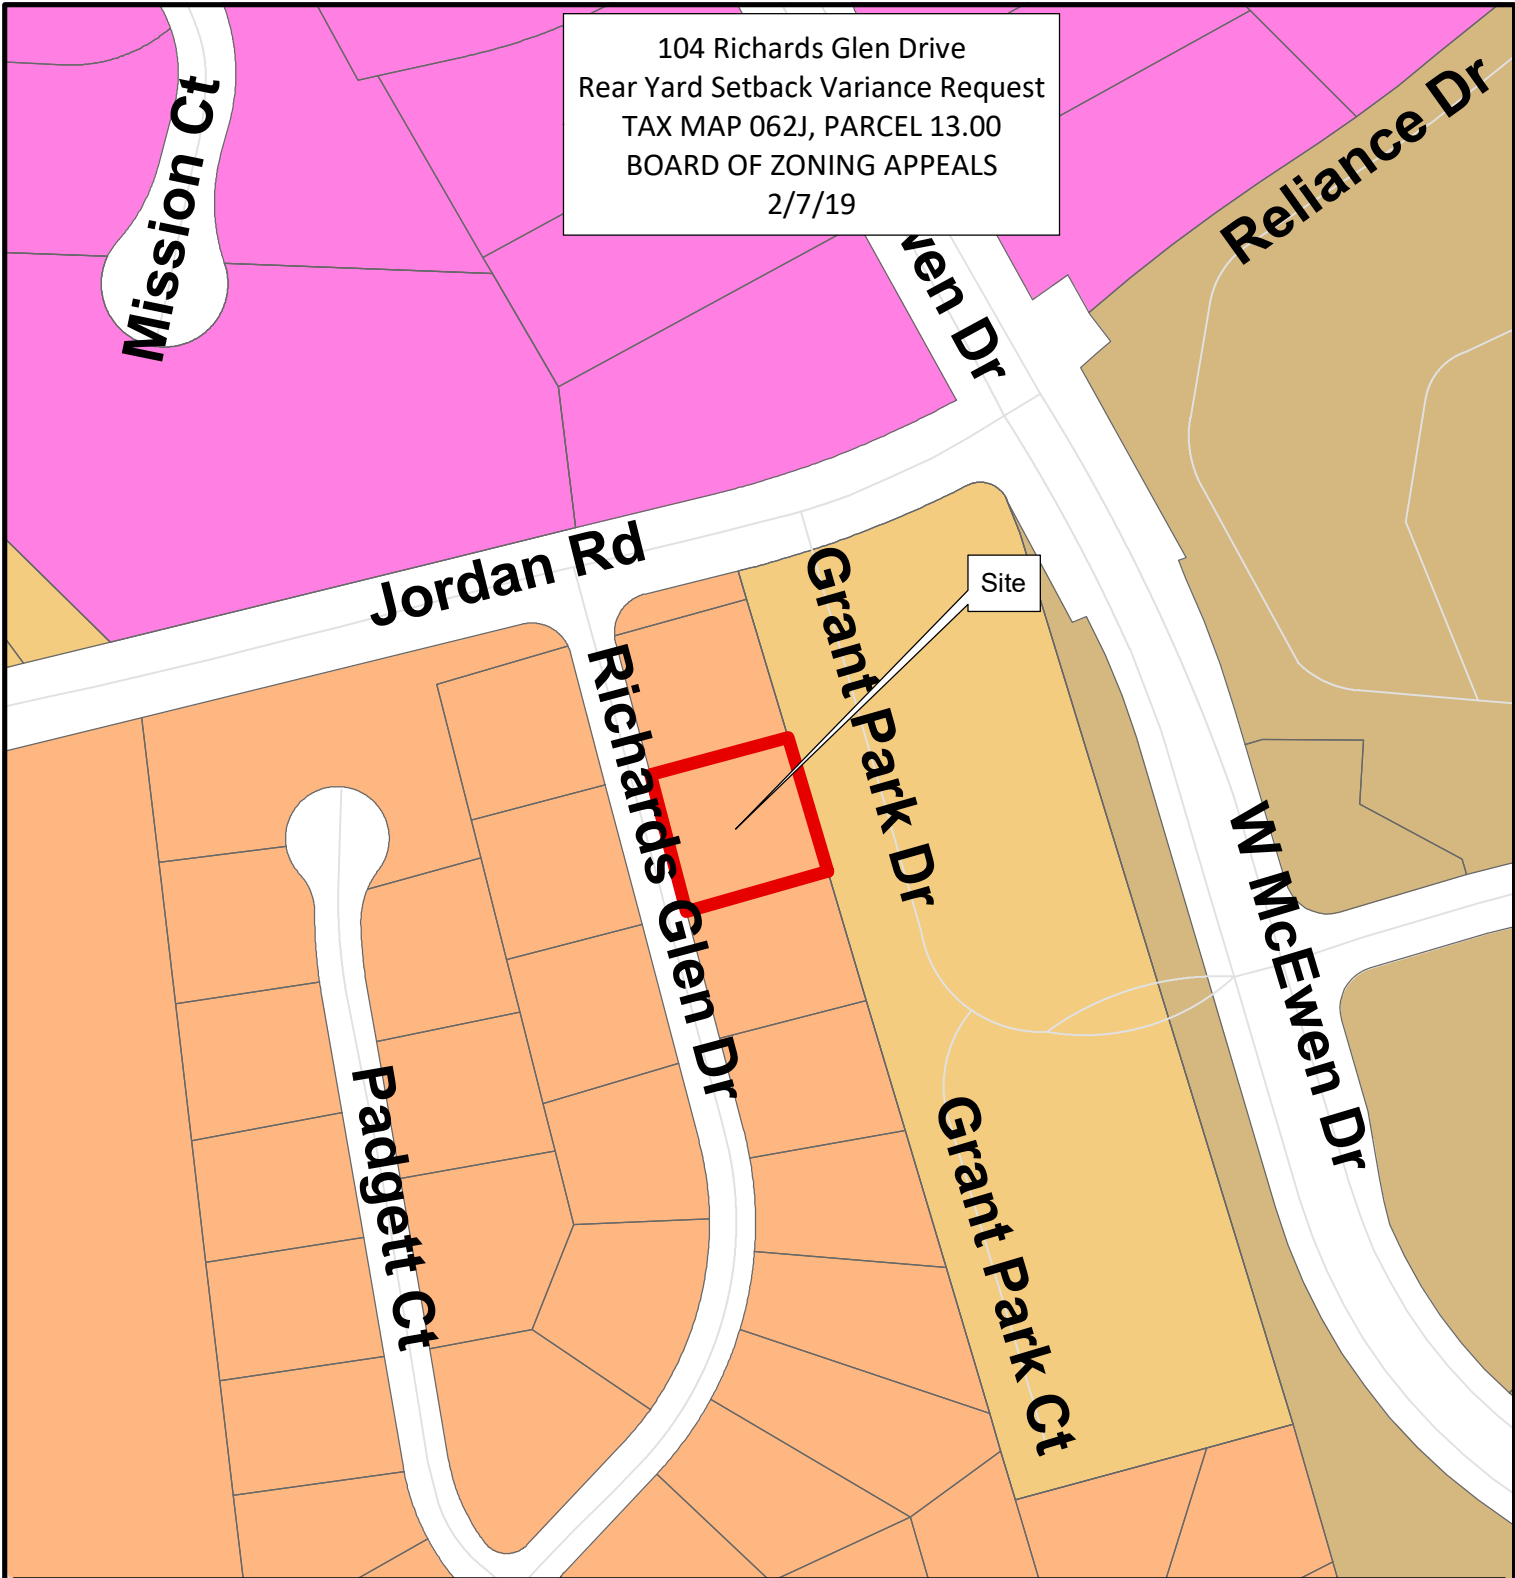 104 Richards Glen Drive
Rear Yard Setback Variance Request
TAX MAP 062J, PARCEL 13.00
BOARD OF ZONING APPEALS
2/7/19
Mission Ct
Reliance Dr
wen Dr
Jordan Rd
Site
Grant Park Dr
Richards Glen Dr
W McEwen Dr
Padgett Ct
Grant Park Ct